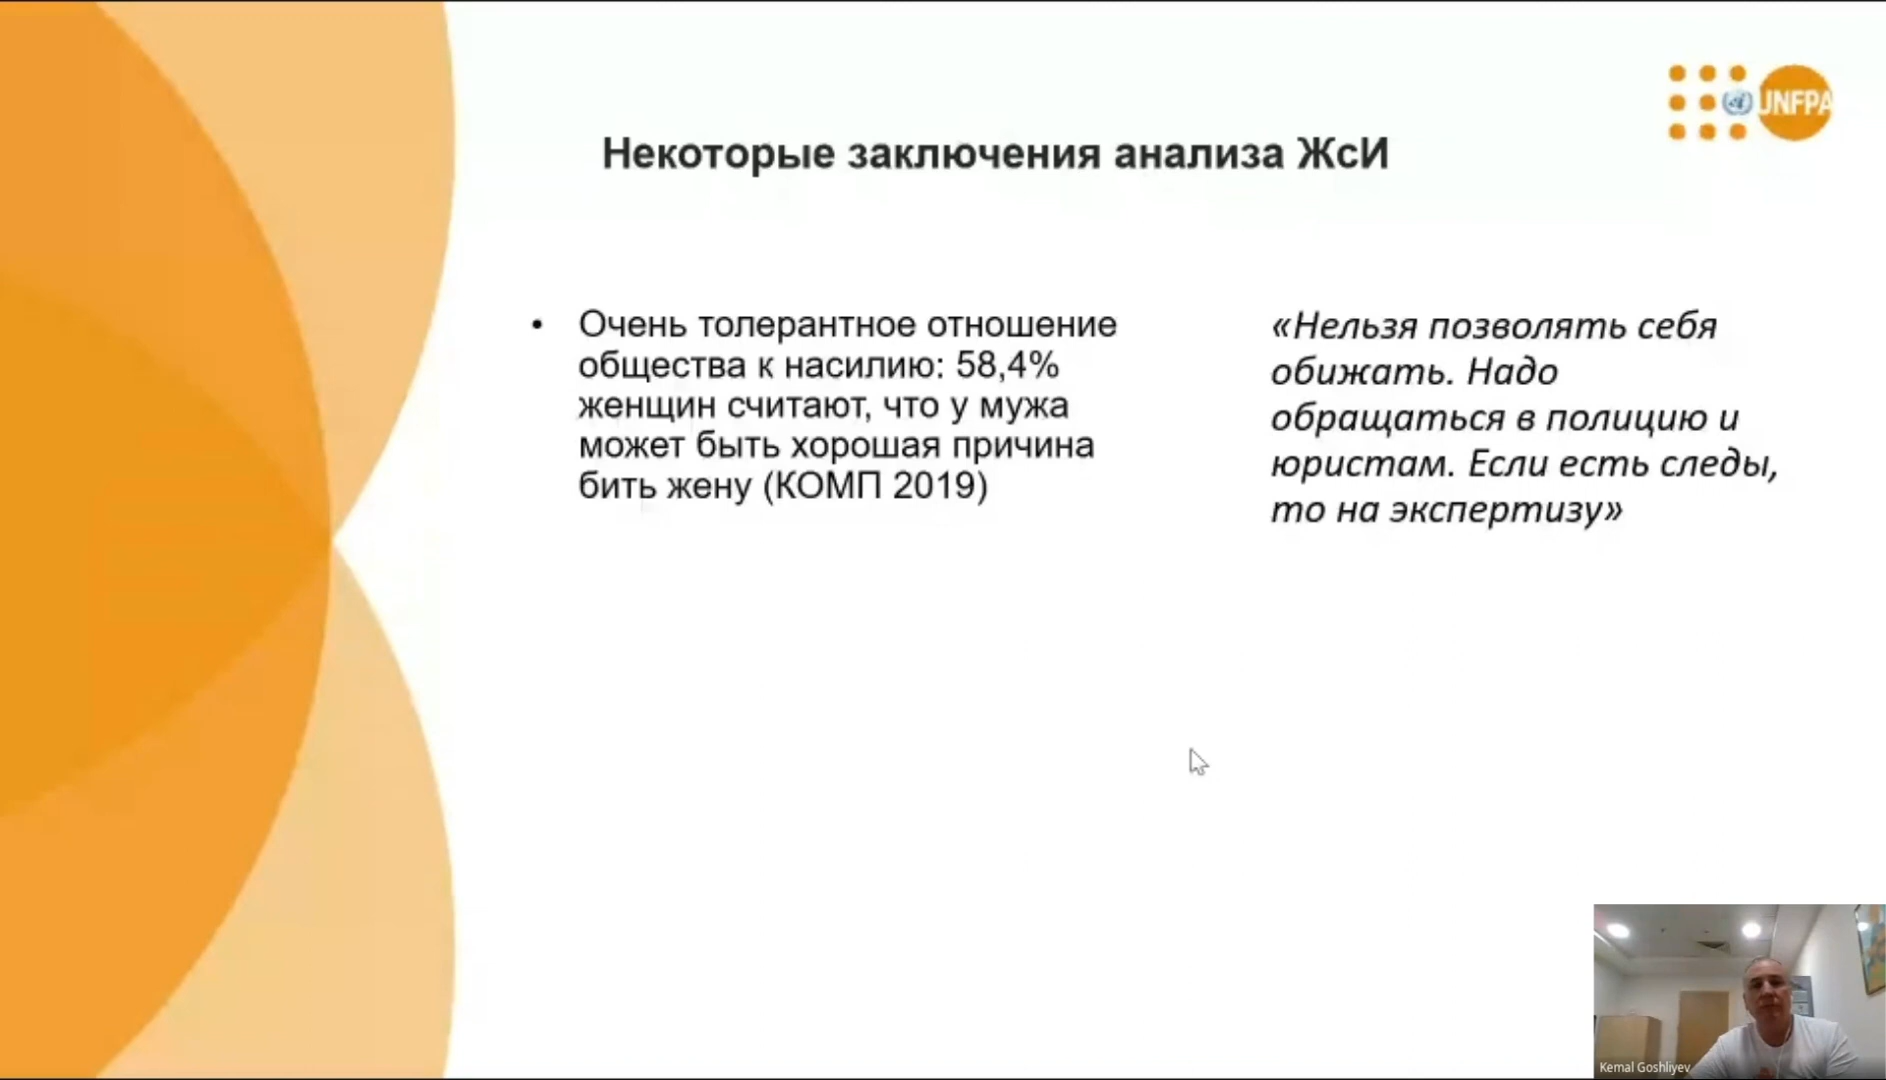 UNFPA
Некоторые заключения анализа ЖсИ
• Очень толерантное отношение
общества к насилию: 58,4%
женщин считают, что у мужа
может быть хорошая причина
бить жену (КОМП 2019)
«Нельзя позволять себя
обижать. Надо
обращаться в полицию и
юристам. Если есть следы,
то на экспертизу»
Kemal Goshliyev